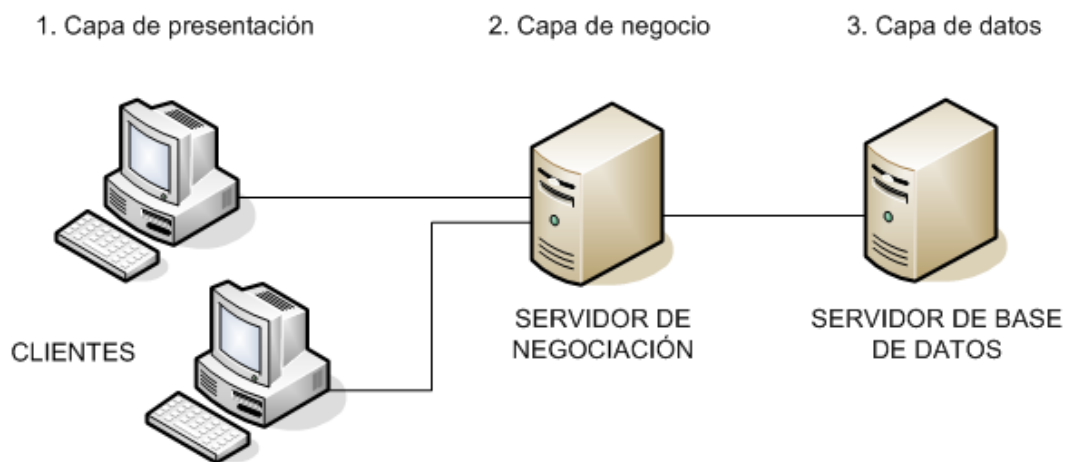 1. Capa de presentación
2. Capa de negocio
3. Capa de datos
CLIENTES
SERVIDOR DE
NEGOCIACIÓN
SERVIDOR DE BASE
DE DATOS